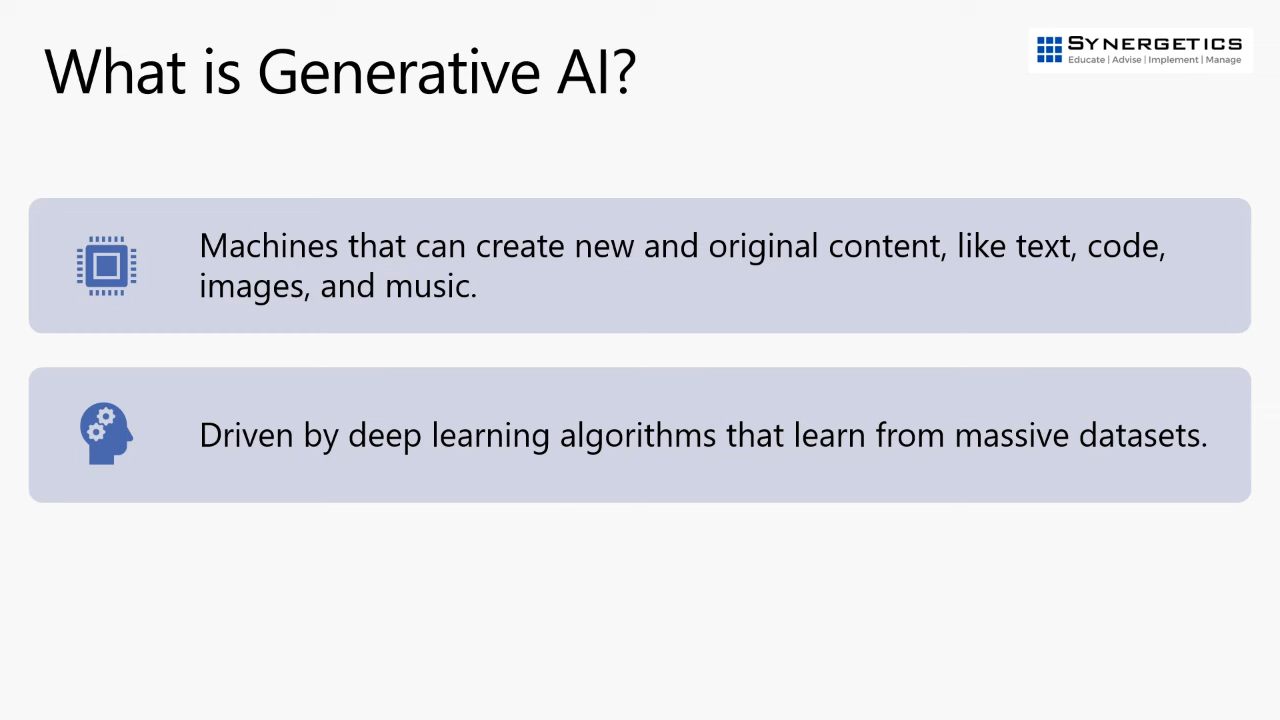 What is Generative AI?
SYNERGETICS
Educate | Advise | Implement | Manage
Machines that can create new and original content, like text, code,
images, and music.
Driven by deep learning algorithms that learn from massive datasets.